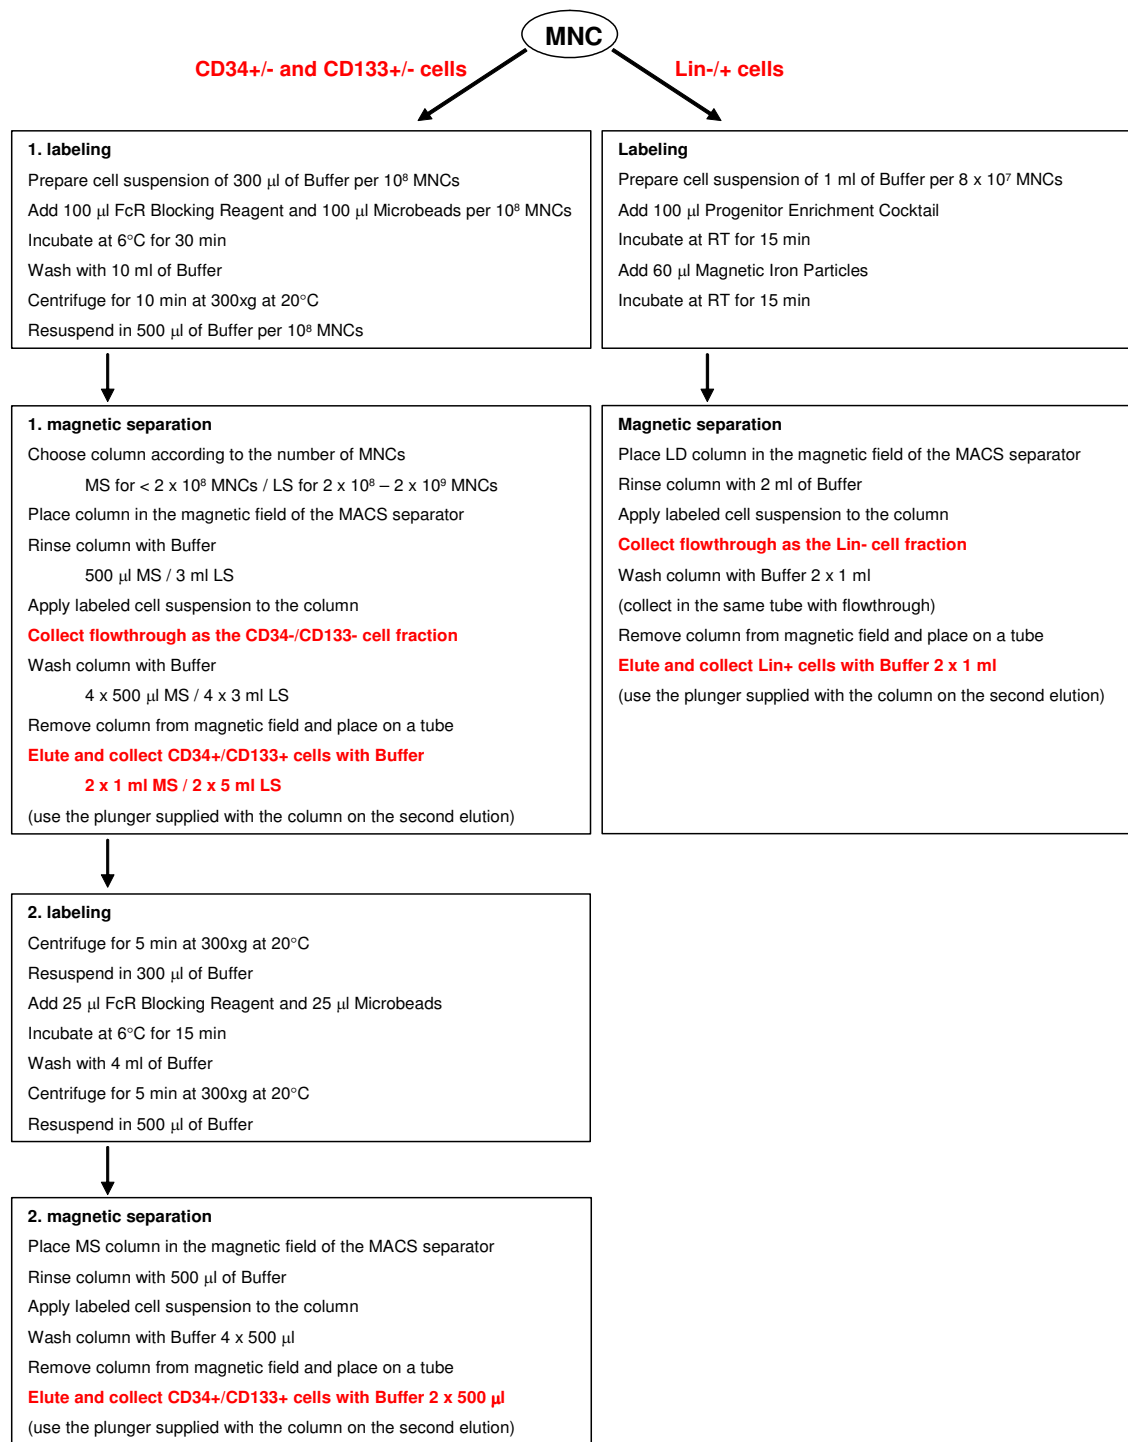 MNC
CD34+/- and CD133+/- cells
Lin-/+ cells
1. labeling
Prepare cell suspension of 300 µl of Buffer per 10⁸ MNCs
Add 100 µl FcR Blocking Reagent and 100 µl Microbeads per 10⁸ MNCs
Incubate at 6°C for 30 min
Wash with 10 ml of Buffer
Centrifuge for 10 min at 300xg at 20°C
Resuspend in 500 µl of Buffer per 10⁸ MNCs
Labeling
Prepare cell suspension of 1 ml of Buffer per 8 x 10⁷ MNCs
Add 100 µl Progenitor Enrichment Cocktail
Incubate at RT for 15 min
Add 60 µl Magnetic Iron Particles
Incubate at RT for 15 min
1. magnetic separation
Choose column according to the number of MNCs
MS for < 2 x 10⁸ MNCs / LS for 2 x 10⁸ – 2 x 10⁹ MNCs
Place column in the magnetic field of the MACS separator
Rinse column with Buffer
500 µl MS / 3 ml LS
Apply labeled cell suspension to the column
Collect flowthrough as the CD34-/CD133- cell fraction
Wash column with Buffer
4 x 500 µl MS / 4 x 3 ml LS
Remove column from magnetic field and place on a tube
Elute and collect CD34+/CD133+ cells with Buffer
2 x 1 ml MS / 2 x 5 ml LS
(use the plunger supplied with the column on the second elution)
Magnetic separation
Place LD column in the magnetic field of the MACS separator
Rinse column with 2 ml of Buffer
Apply labeled cell suspension to the column
Collect flowthrough as the Lin- cell fraction
Wash column with Buffer 2 x 1 ml
(collect in the same tube with flowthrough)
Remove column from magnetic field and place on a tube
Elute and collect Lin+ cells with Buffer 2 x 1 ml
(use the plunger supplied with the column on the second elution)
2. labeling
Centrifuge for 5 min at 300xg at 20°C
Resuspend in 300 µl of Buffer
Add 25 µl FcR Blocking Reagent and 25 µl Microbeads
Incubate at 6°C for 15 min
Wash with 4 ml of Buffer
Centrifuge for 5 min at 300xg at 20°C
Resuspend in 500 µl of Buffer
2. magnetic separation
Place MS column in the magnetic field of the MACS separator
Rinse column with 500 µl of Buffer
Apply labeled cell suspension to the column
Wash column with Buffer 4 x 500 µl
Remove column from magnetic field and place on a tube
Elute and collect CD34+/CD133+ cells with Buffer 2 x 500 µl
(use the plunger supplied with the column on the second elution)